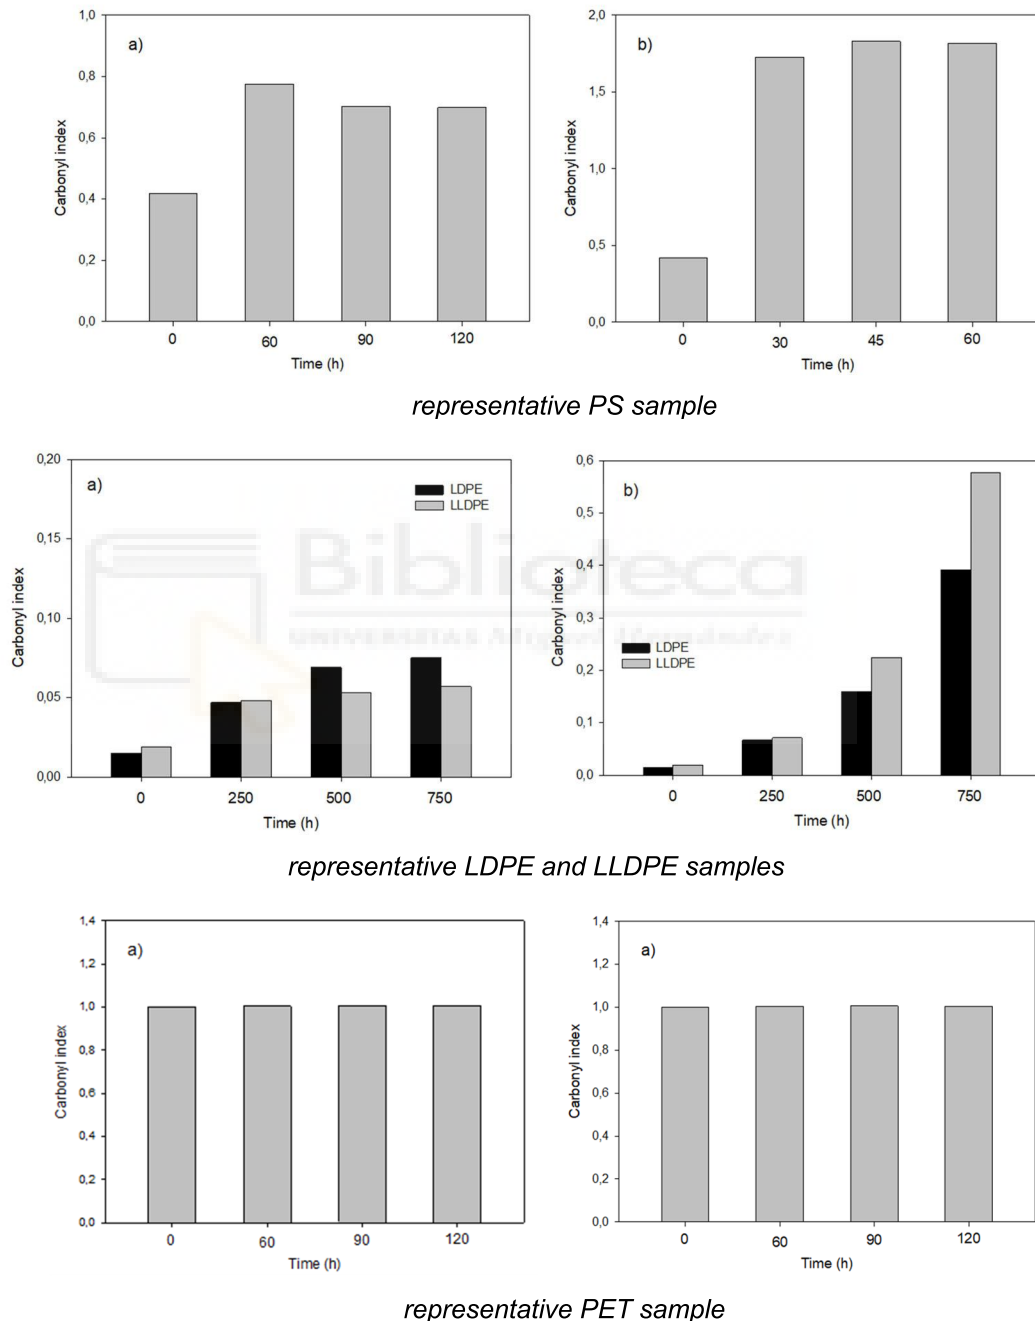 a)
1,0
0,8
0,6
0,4
0,2
0,0
Carbonyl index
0 60 90 120
Time (h)
b)
2,0
1,5
1,0
0,5
0,0
Carbonyl index
0 30 45 60
Time (h)
representative PS sample
a)
LDPE
LLDPE
0,20
0,15
0,10
0,05
0,00
Carbonyl index
0 250 500 750
Time (h)
b)
LDPE
LLDPE
0,6
0,5
0,4
0,3
0,2
0,1
0,0
Carbonyl index
0 250 500 750
Time (h)
Biblioteca
UNIVERSITAS Miguel Hernández
representative LDPE and LLDPE samples
a)
1,4
1,2
1,0
0,8
0,6
0,4
0,2
0,0
Carbonyl index
0 60 90 120
Time (h)
a)
1,4
1,2
1,0
0,8
0,6
0,4
0,2
0,0
Carbonyl index
0 60 90 120
Time (h)
representative PET sample